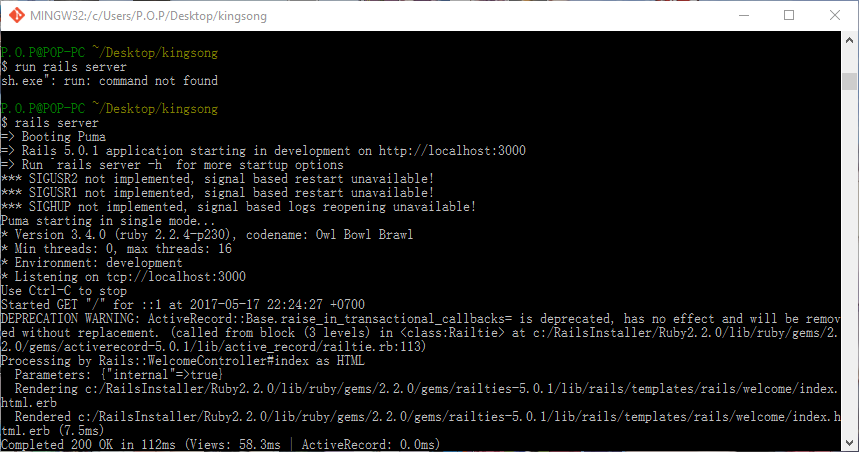 MINGW32:/c/Users/P.O.P/Desktop/kingsong
P.O.P@POP-PC ~/Desktop/kingsong
$ run rails server
sh.exe": run: command not found
P.O.P@POP-PC ~/Desktop/kingsong
$ rails server
=> Booting Puma
=> Rails 5.0.1 application starting in development on http://localhost:3000
=> Run `rails server -h` for more startup options
*** SIGUSR2 not implemented, signal based restart unavailable!
*** SIGUSR1 not implemented, signal based restart unavailable!
*** SIGHUP not implemented, signal based logs reopening unavailable!
Puma starting in single mode...
* Version 3.4.0 (ruby 2.2.4-p230), codename: Owl Bowl Brawl
* Min threads: 0, max threads: 16
* Environment: development
* Listening on tcp://localhost:3000
Use Ctrl-C to stop
Started GET "/" for ::1 at 2017-05-17 22:24:27 +0700
DEPRECATION WARNING: ActiveRecord::Base.raise_in_transactional_callbacks= is deprecated, has no effect and will be remov
ed without replacement. (called from block (3 levels) in <class:Railtie> at c:/RailsInstaller/Ruby2.2.0/lib/ruby/gems/2.
2.0/gems/activerecord-5.0.1/lib/active_record/railtie.rb:113)
Processing by Rails::WelcomeController#index as HTML
  Parameters: {"internal"=>true}
  Rendering c:/RailsInstaller/Ruby2.2.0/lib/ruby/gems/2.2.0/gems/railties-5.0.1/lib/rails/templates/rails/welcome/index.
html.erb
  Rendered c:/RailsInstaller/Ruby2.2.0/lib/ruby/gems/2.2.0/gems/railties-5.0.1/lib/rails/templates/rails/welcome/index.h
tml.erb (7.5ms)
Completed 200 OK in 112ms (Views: 58.3ms | ActiveRecord: 0.0ms)